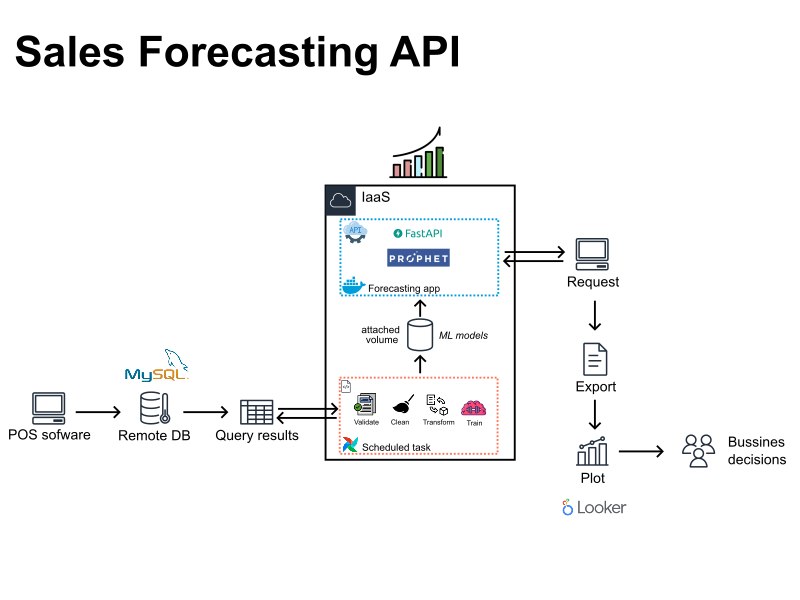 Sales Forecasting API
IaaS
API
FastAPI
PROPHET
Forecasting app
attached
volume
ML models
Request
Export
MySQL
POS sofware
Remote DB
Query results
Validate
Clean
Transform
Train
Scheduled task
Plot
Bussines
decisions
Looker